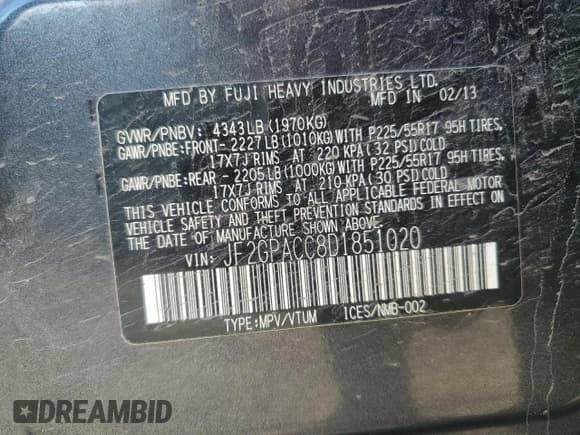 MFD BY FUJI HEAVY INDUSTRIES LTD.
MFD IN 02/13
GVWR/PNBV: 4343LB(1970KG)
GAWR/PNBE:FRONT- 2227LB(1010KG)WITH P225/55R17 95H TIRES,
17X7J RIMS AT 220 KPA(32 PSI)COLD
GAWR/PNBE:REAR - 2205LB(1000KG)WITH P225/55R17 95H TIRES,
17X7J RIMS AT 210 KPA(30 PSI)COLD
THIS VEHICLE CONFORMS TO ALL APPLICABLE FEDERAL MOTOR
VEHICLE SAFETY AND THEFT PREVENTION STANDARDS IN EFFECT ON
THE DATE OF MANUFACTURE SHOWN ABOVE.
VIN: JF2GPACC8D1851020
TYPE:MPV/VTUM ICES/NMB-002
DREAMBID